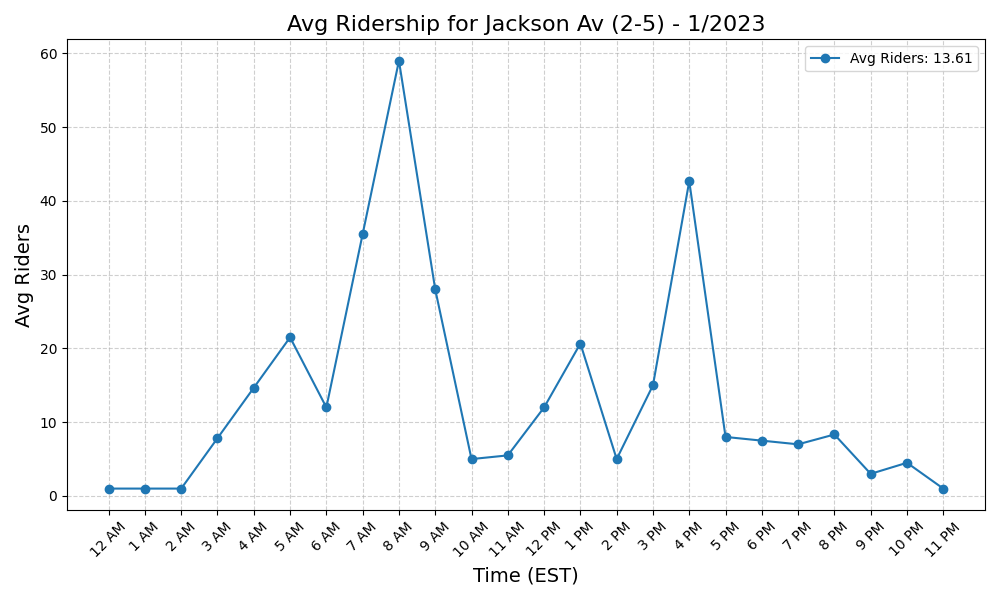 Avg Ridership for Jackson Av (2-5) - 1/2023
Avg Riders: 13.61
Avg Riders
60
50
40
30
20
10
0
12 AM
1 AM
2 AM
3 AM
4 AM
5 AM
6 AM
7 AM
8 AM
9 AM
10 AM
11 AM
12 PM
1 PM
2 PM
3 PM
4 PM
5 PM
6 PM
7 PM
8 PM
9 PM
10 PM
11 PM
Time (EST)